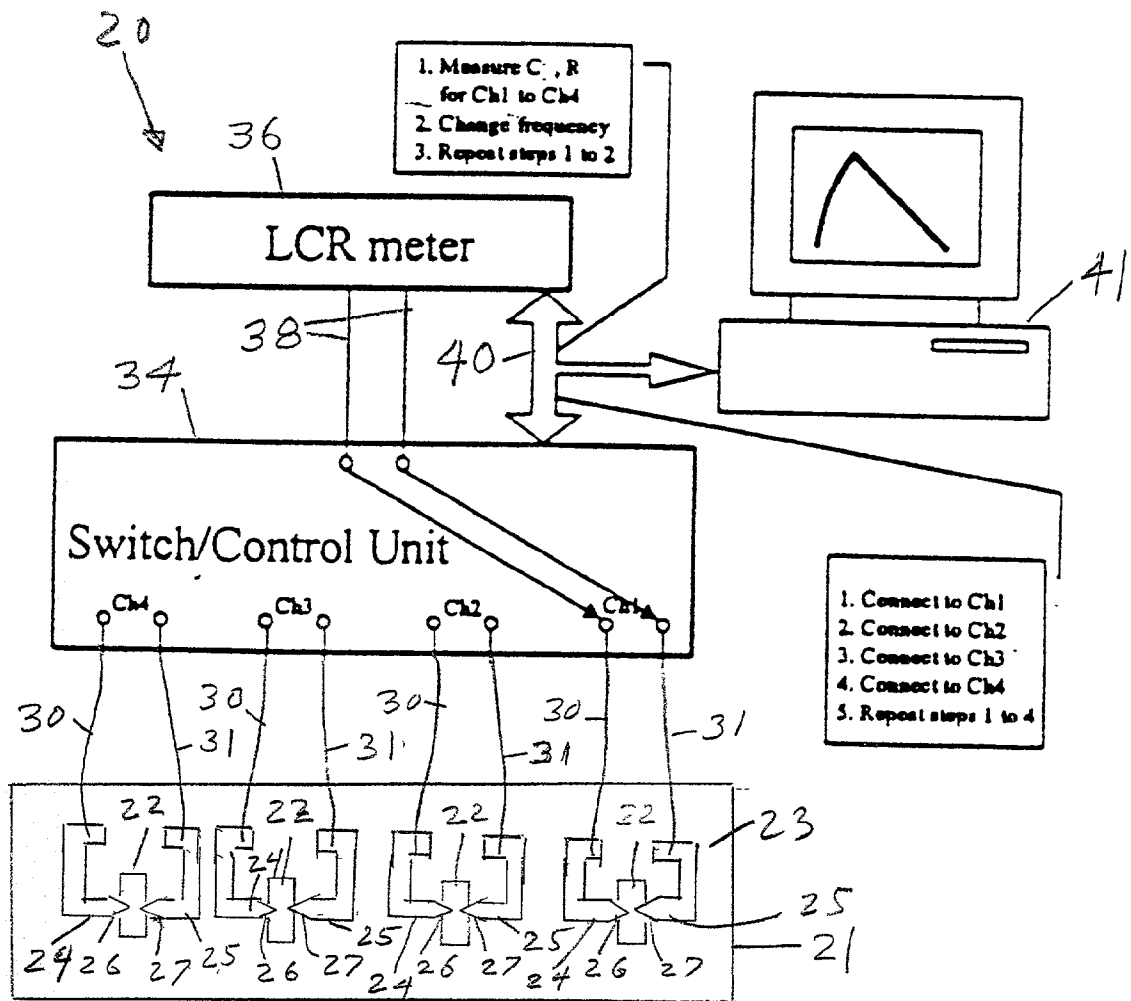 20
1. Measure C , R
for Ch1 to Ch4
2. Change frequency
3. Repeat steps 1 to 2
36
LCR meter
41
38
40
34
Switch/Control Unit
Ch4
Ch3
Ch2
Ch1
1. Connect to Ch1
2. Connect to Ch2
3. Connect to Ch3
4. Connect to Ch4
5. Repeat steps 1 to 4
30
31
30
31
30
31
30
31
22
22
22
22
23
24
26
27
25
24
26
27
25
24
26
27
25
24
26
27
25
21